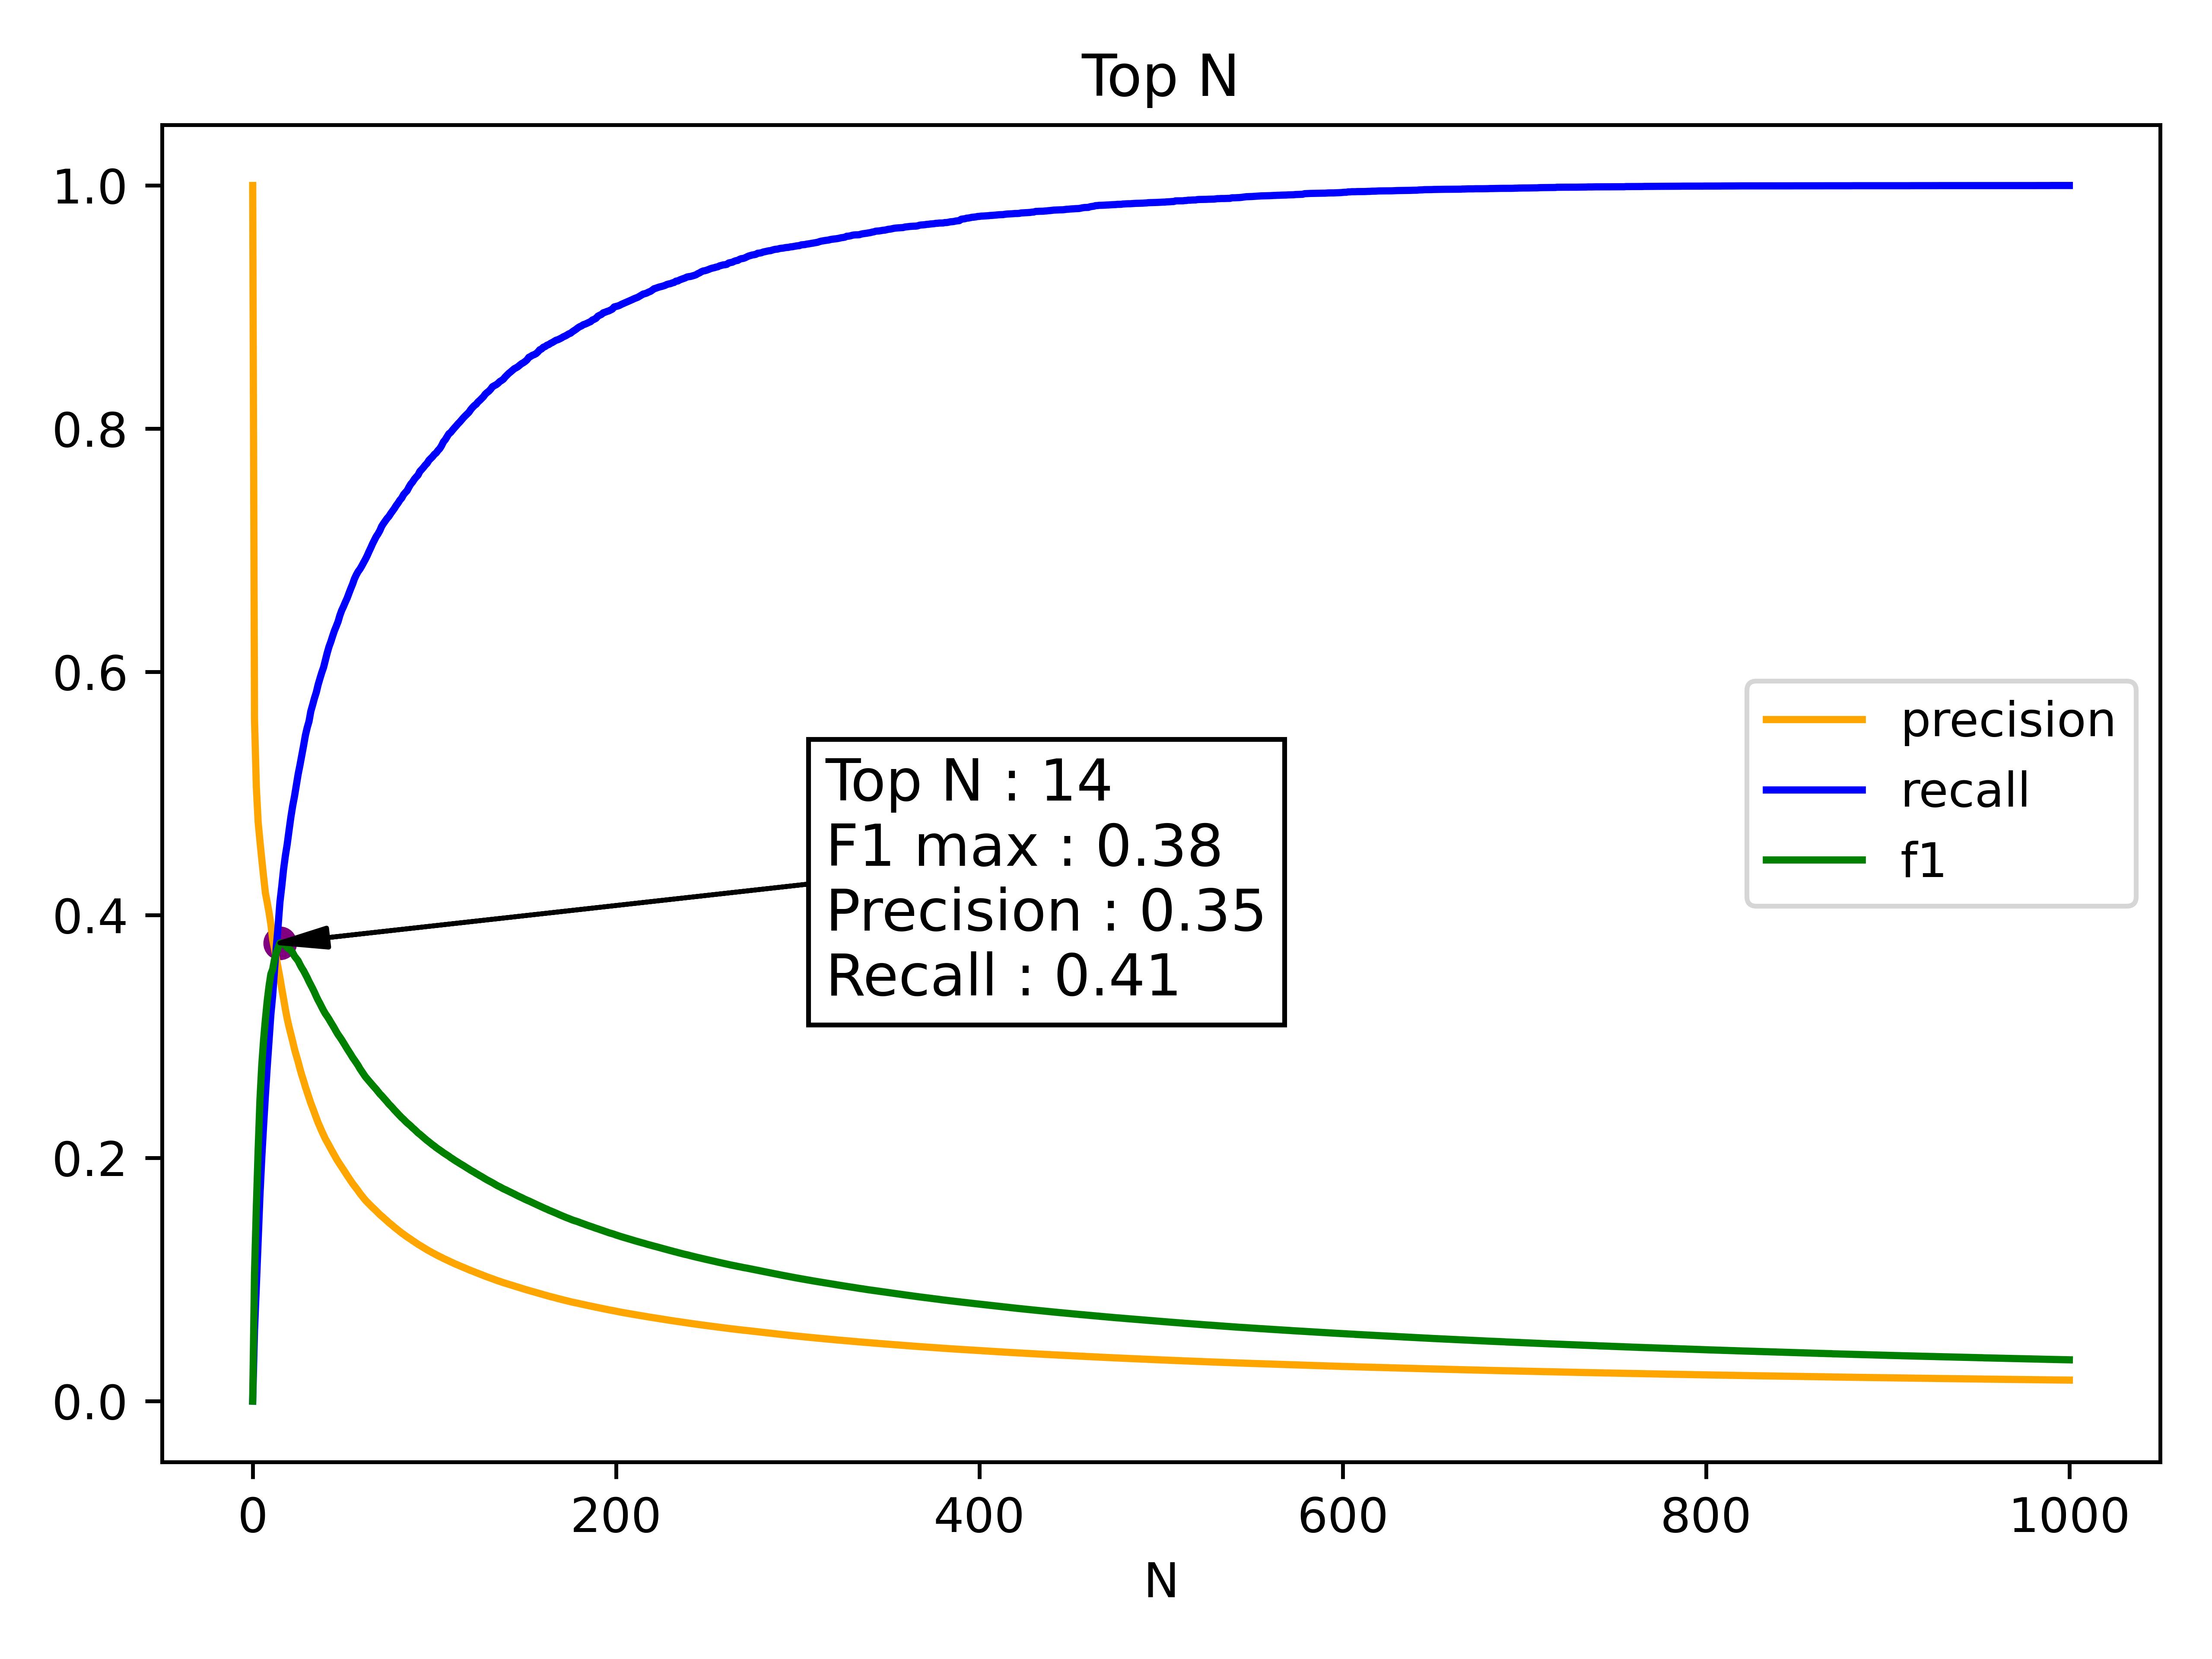 Top N
1.0
0.8
0.6
0.4
0.2
0.0
Top N : 14
F1 max : 0.38
Precision : 0.35
Recall : 0.41
precision
recall
f1
0 200 400 600 800 1000
N